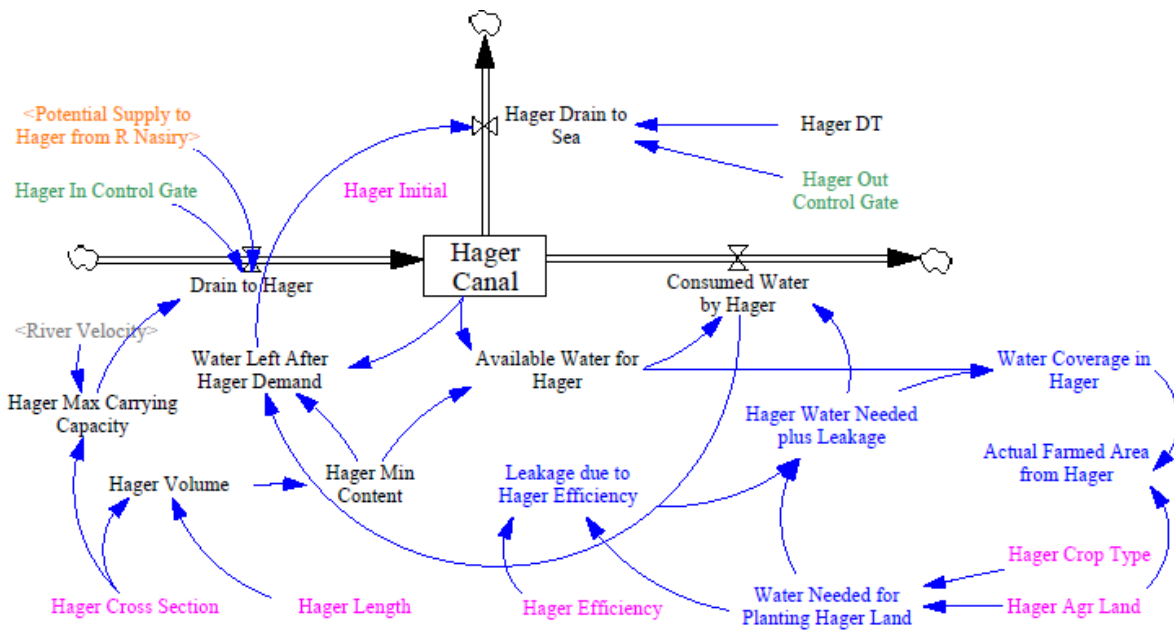 <Potential Supply to
Hager from R Nasiry>
Hager Drain to
Sea
Hager DT
Hager In Control Gate
Hager Initial
Hager Out
Control Gate
Hager
Canal
Drain to Hager
Consumed Water
by Hager
<River Velocity>
Water Left After
Hager Demand
Available Water for
Hager
Water Coverage in
Hager
Hager Max Carrying
Capacity
Hager Water Needed
plus Leakage
Hager Volume
Hager Min
Content
Leakage due to
Hager Efficiency
Actual Farmed Area
from Hager
Hager Crop Type
Hager Cross Section
Hager Length
Hager Efficiency
Water Needed for
Planting Hager Land
Hager Agr Land